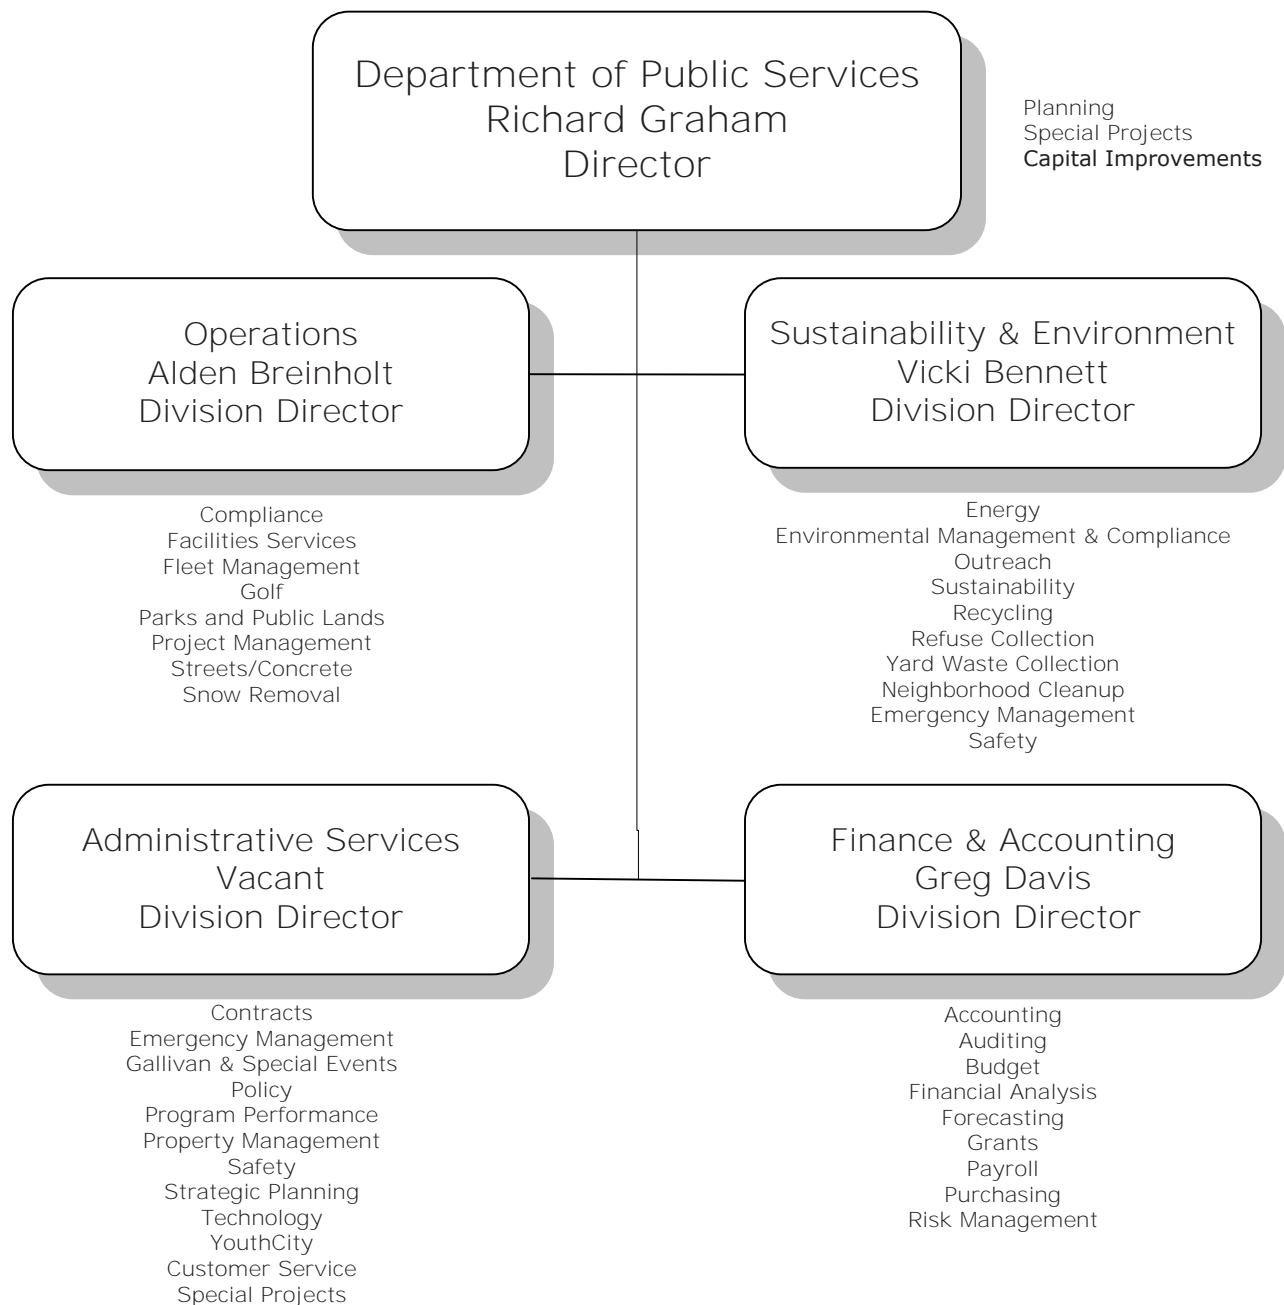 Department of Public Services
Richard Graham
Director
Planning
Special Projects
Capital Improvements
Operations
Alden Breinholt
Division Director
Sustainability & Environment
Vicki Bennett
Division Director
Compliance
Facilities Services
Fleet Management
Golf
Parks and Public Lands
Project Management
Streets/Concrete
Snow Removal
Energy
Environmental Management & Compliance
Outreach
Sustainability
Recycling
Refuse Collection
Yard Waste Collection
Neighborhood Cleanup
Emergency Management
Safety
Administrative Services
Vacant
Division Director
Finance & Accounting
Greg Davis
Division Director
Contracts
Emergency Management
Gallivan & Special Events
Policy
Program Performance
Property Management
Safety
Strategic Planning
Technology
YouthCity
Customer Service
Special Projects
Accounting
Auditing
Budget
Financial Analysis
Forecasting
Grants
Payroll
Purchasing
Risk Management